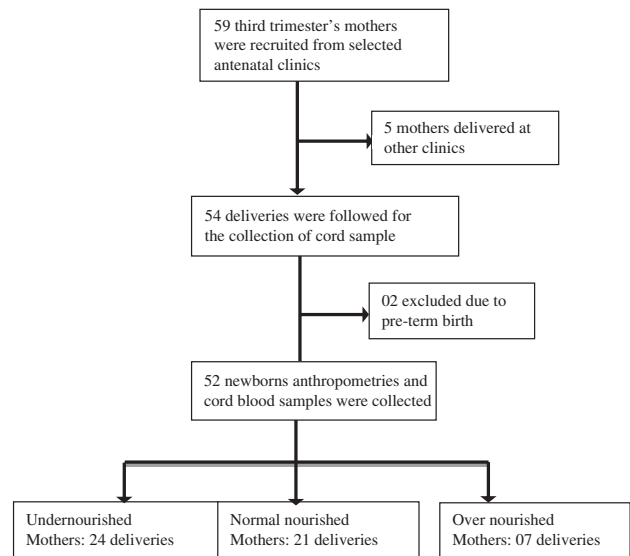 59 third trimester's mothers
were recruited from selected
antenatal clinics
5 mothers delivered at
other clinics
54 deliveries were followed for
the collection of cord sample
02 excluded due to
pre-term birth
52 newborns anthropometries and
cord blood samples were collected
Undernourished
Mothers: 24 deliveries
Normal nourished
Mothers: 21 deliveries
Over nourished
Mothers: 07 deliveries